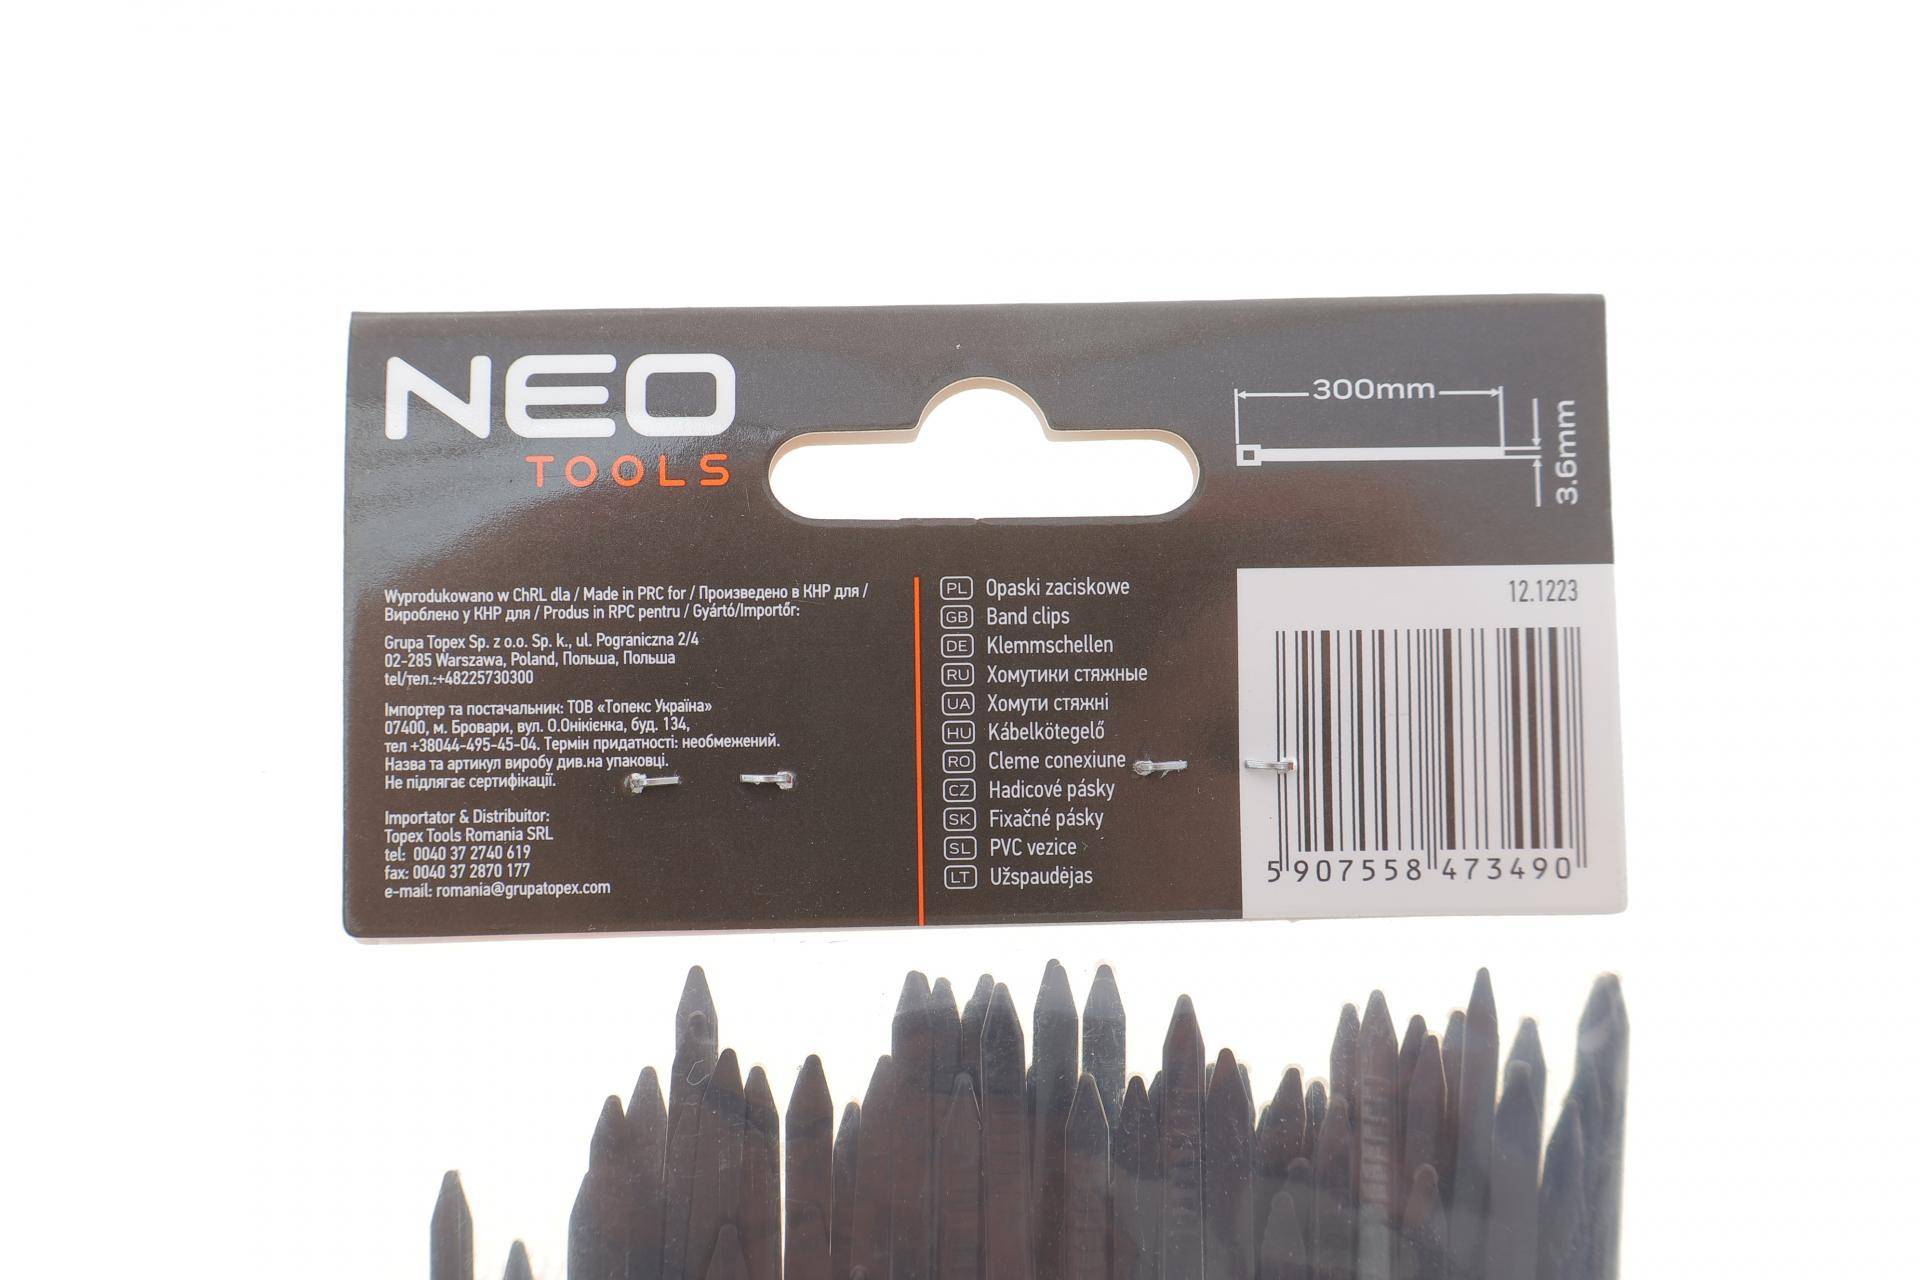 NEO
TOOLS
300mm
3.6mm
Wyprodukowano w ChRL dla / Made in PRC for / Произведено в КНР для /
Вироблено у КНР для / Produs in RPC pentru / Gyártó/Importőr:
Grupa Topex Sp. z o.o. Sp. k., ul. Pograniczna 2/4
02-285 Warszawa, Poland, Польша, Польша
tel/тел.:+48225730300
Імпортер та постачальник: ТОВ «Топекс Україна»
07400, м. Бровари, вул. О.Онікієнка, буд. 134,
тел +38044-495-45-04. Термін придатності: необмежений.
Назва та артикул виробу див.на упаковці.
Не підлягає сертифікації.
Importator & Distribuitor:
Topex Tools Romania SRL
tel: 0040 37 2740 619
fax: 0040 37 2870 177
e-mail: romania@grupatopex.com
PL Opaski zaciskowe
GB Band clips
DE Klemmschellen
RU Хомутики стяжные
UA Хомути стяжні
HU Kábelkötegelő
RO Cleme conexiune
CZ Hadicové pásky
SK Fixačné pásky
SL PVC vezice
LT Užspaudėjas
12.1223
5 907558 473490